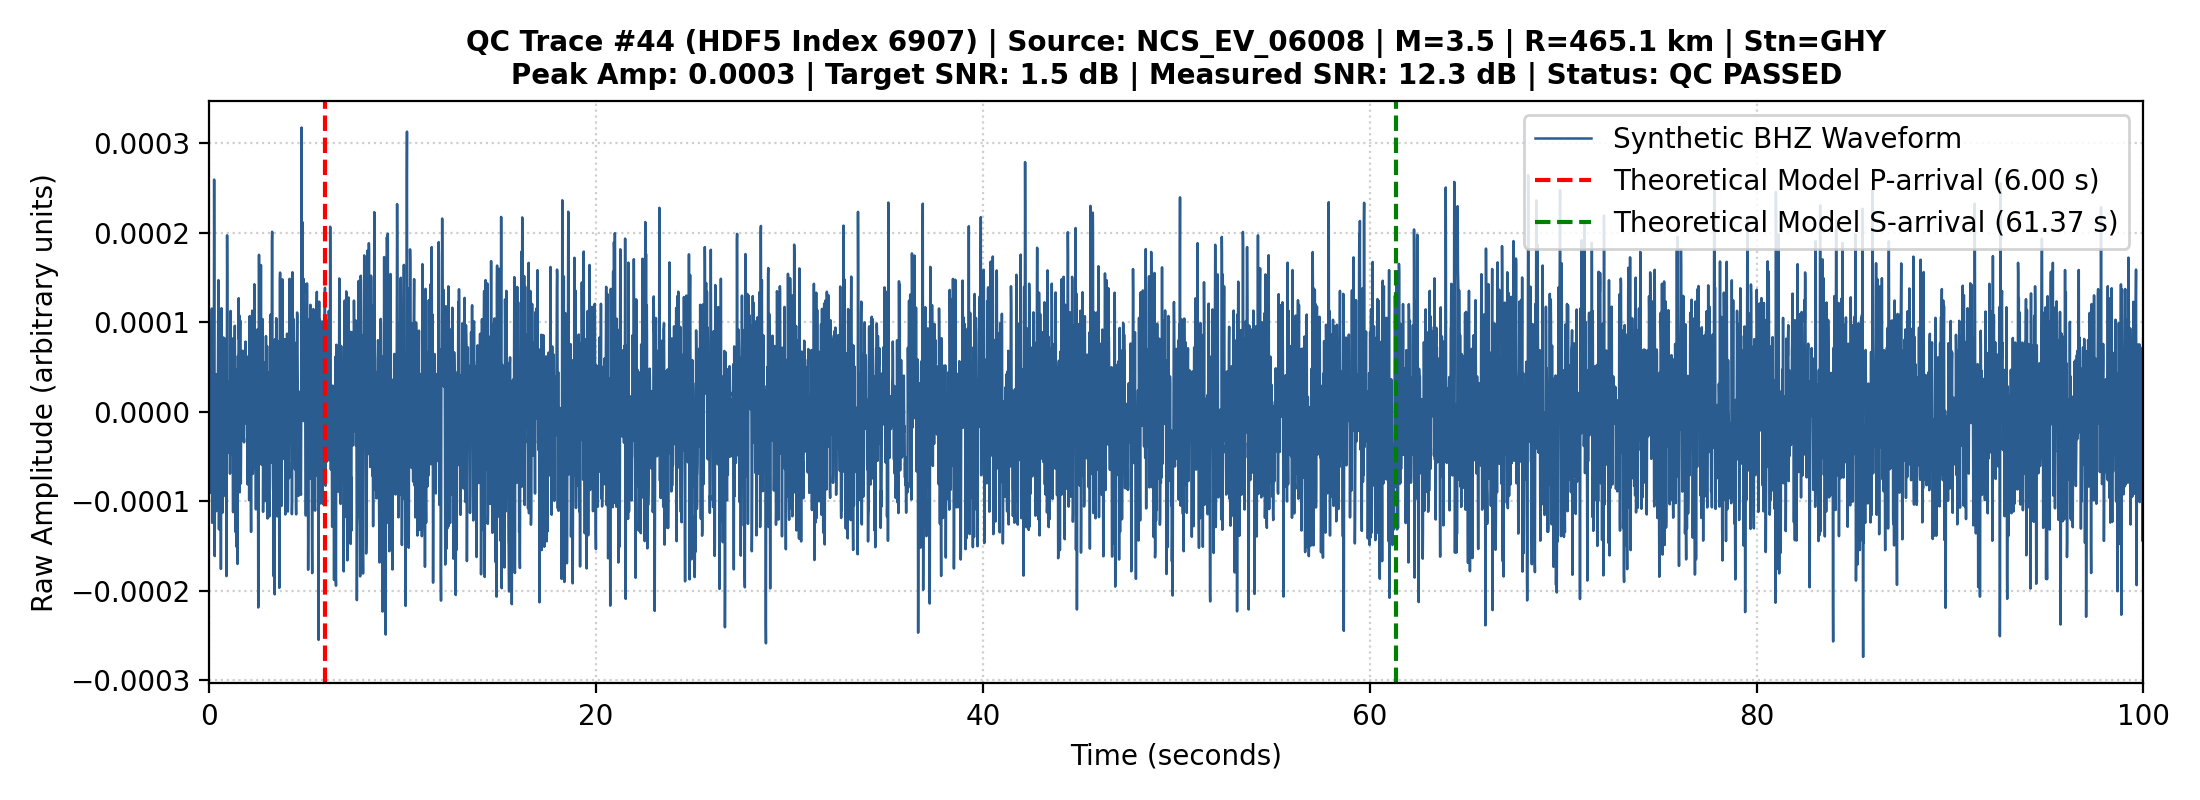 QC Trace #44 (HDF5 Index 6907) | Source: NCS_EV_06008 | M=3.5 | R=465.1 km | Stn=GHY
Peak Amp: 0.0003 | Target SNR: 1.5 dB | Measured SNR: 12.3 dB | Status: QC PASSED
Raw Amplitude (arbitrary units)
0.0003
0.0002
0.0001
0.0000
−0.0001
−0.0002
−0.0003
Synthetic BHZ Waveform
Theoretical Model P-arrival (6.00 s)
Theoretical Model S-arrival (61.37 s)
0 20 40 60 80 100
Time (seconds)